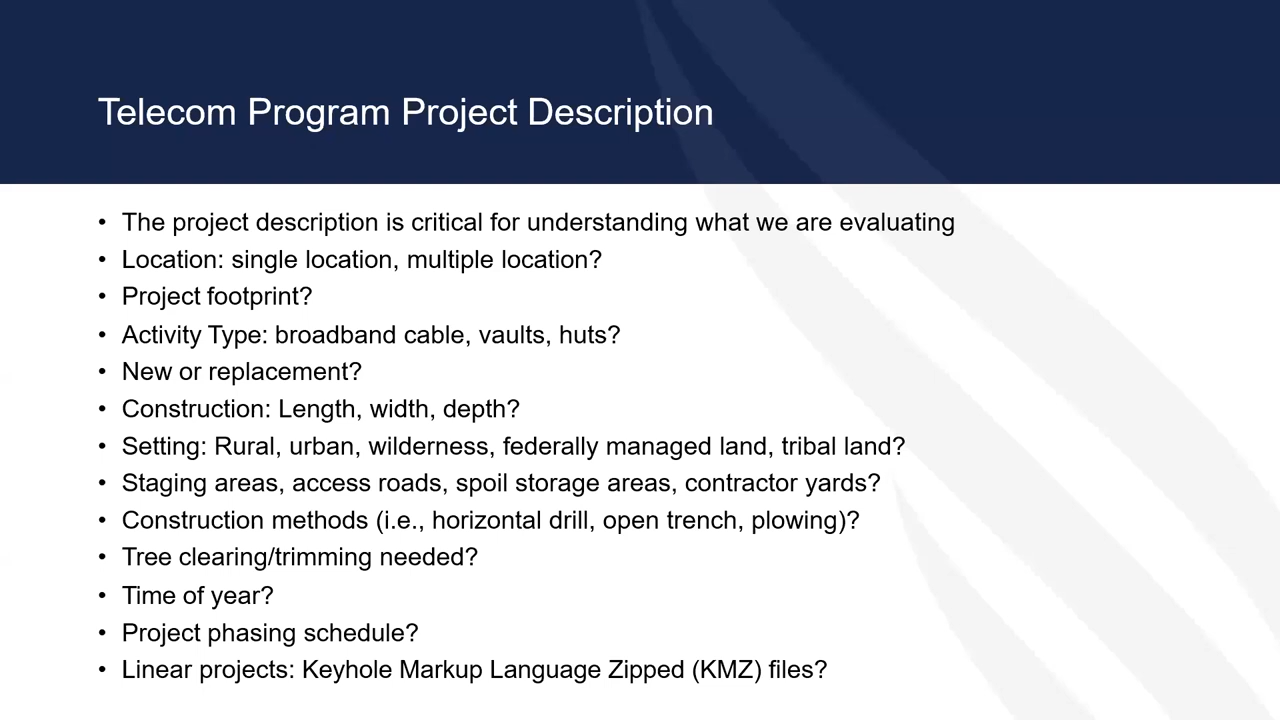 Telecom Program Project Description
• The project description is critical for understanding what we are evaluating
• Location: single location, multiple location?
• Project footprint?
• Activity Type: broadband cable, vaults, huts?
• New or replacement?
• Construction: Length, width, depth?
• Setting: Rural, urban, wilderness, federally managed land, tribal land?
• Staging areas, access roads, spoil storage areas, contractor yards?
• Construction methods (i.e., horizontal drill, open trench, plowing)?
• Tree clearing/trimming needed?
• Time of year?
• Project phasing schedule?
• Linear projects: Keyhole Markup Language Zipped (KMZ) files?